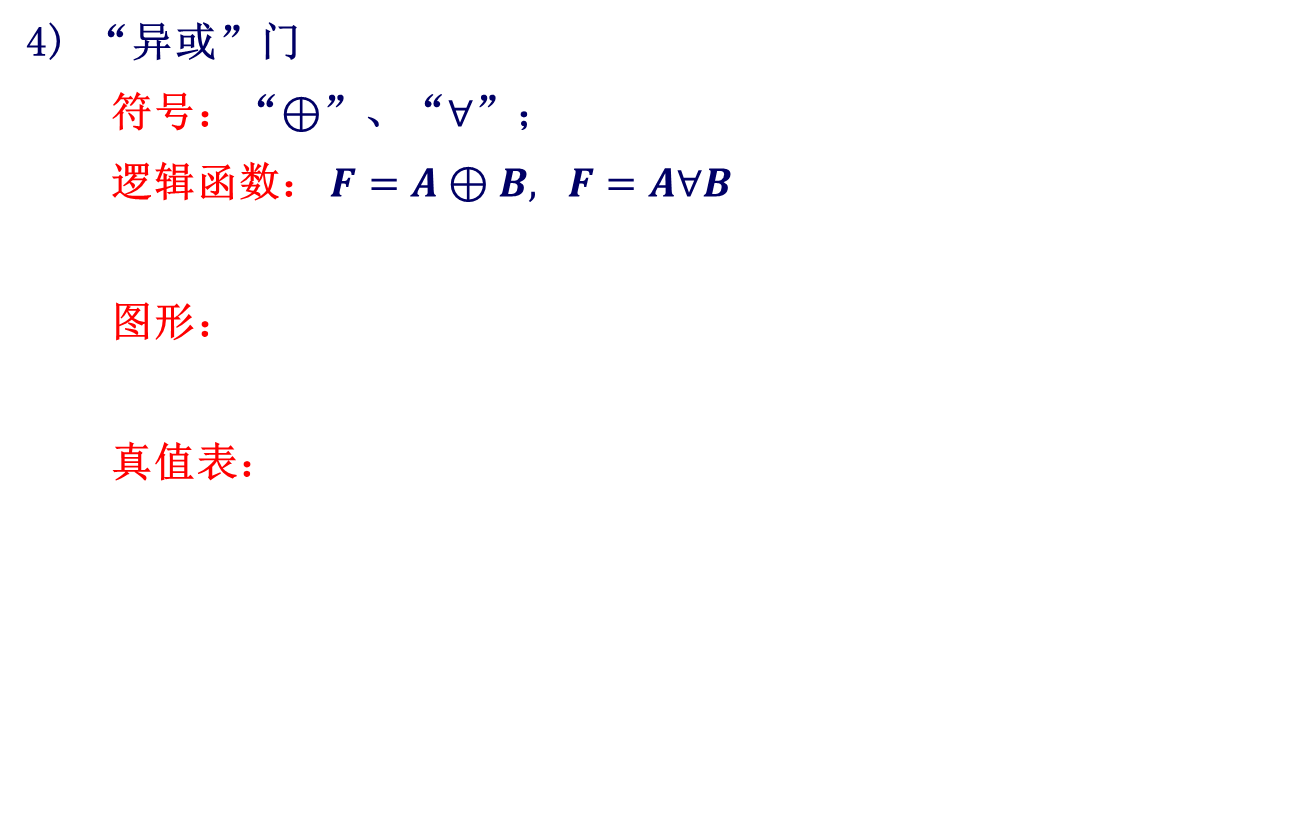 4) “异或”门
符号：“⊕”、“∀”；
逻辑函数： F = A ⊕ B, F = A∀B
图形：
真值表：